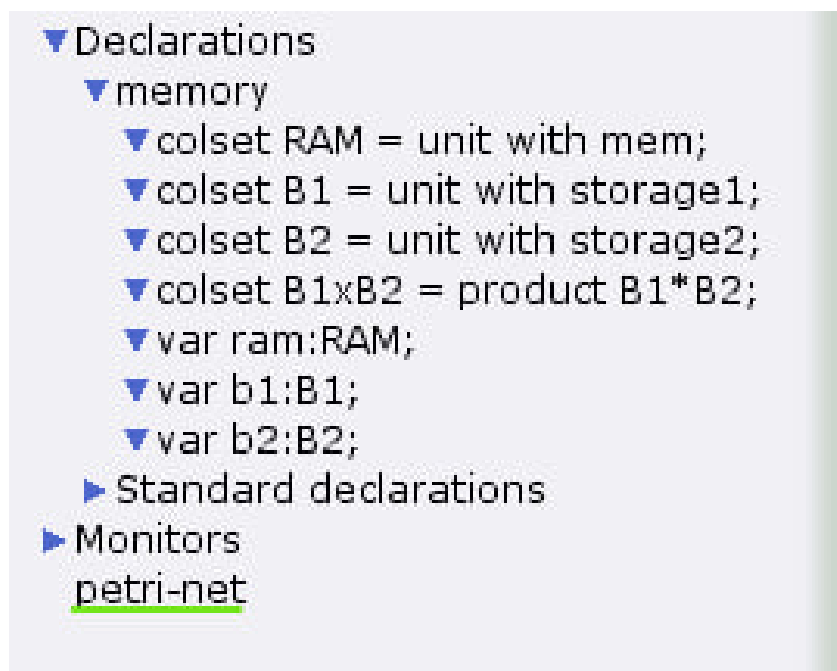 Declarations
memory
colset RAM = unit with mem;
colset B1 = unit with storage1;
colset B2 = unit with storage2;
colset B1xB2 = product B1*B2;
var ram:RAM;
var b1:B1;
var b2:B2;
Standard declarations
Monitors
petri-net